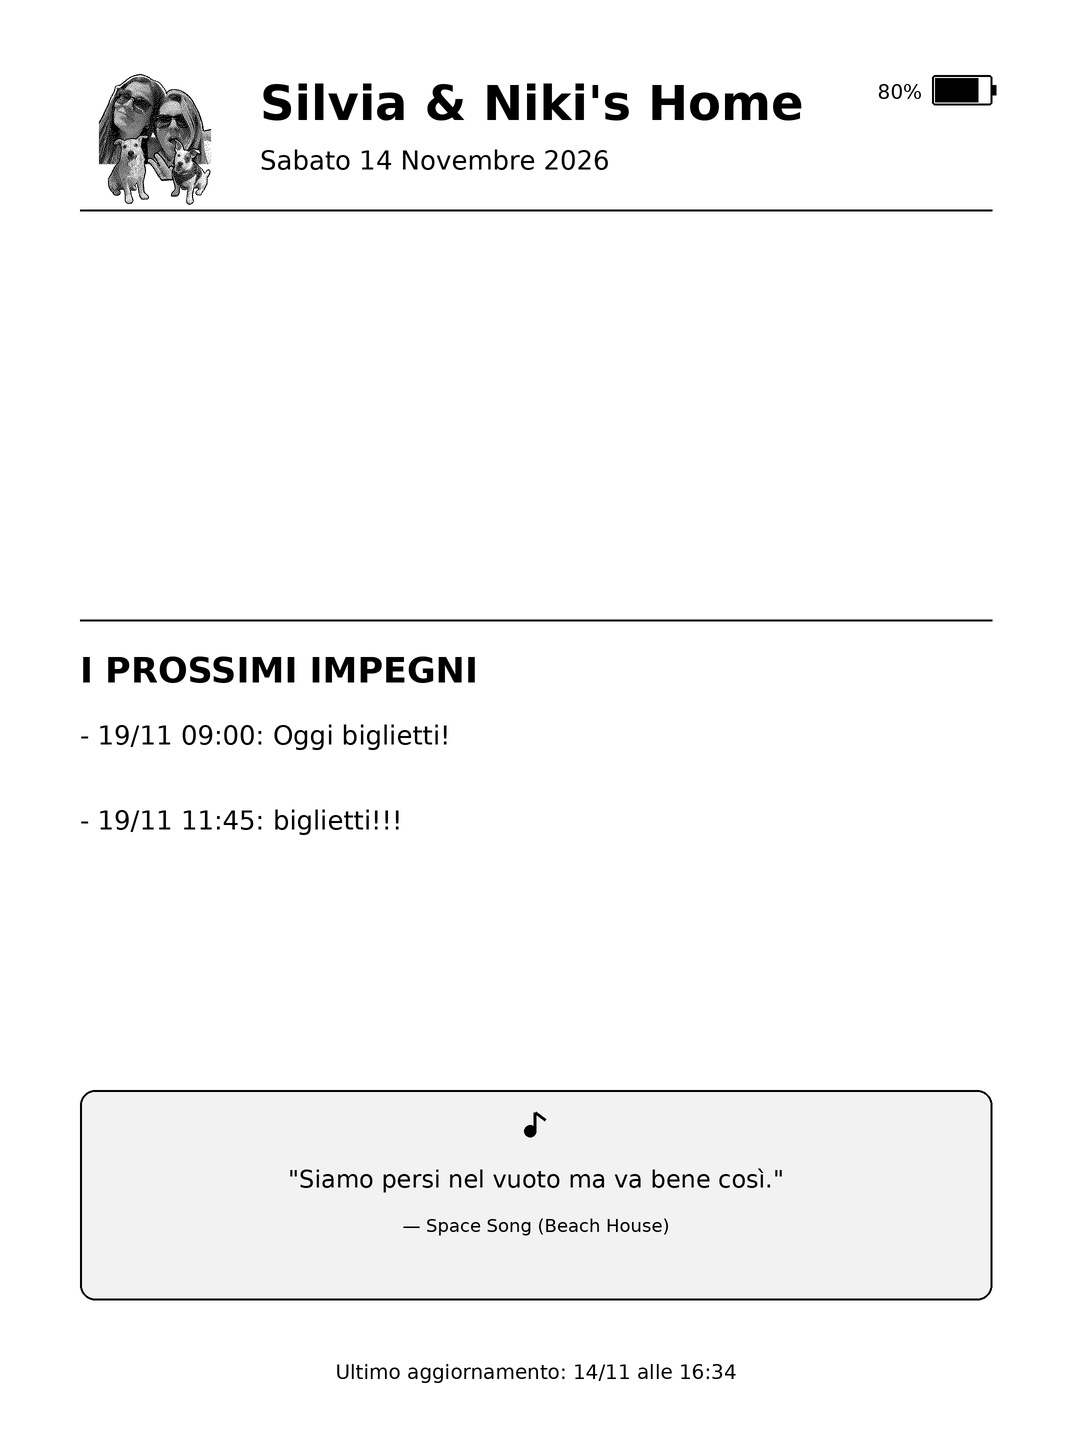 Silvia & Niki's Home
80%
Sabato 14 Novembre 2026
I PROSSIMI IMPEGNI
- 19/11 09:00: Oggi biglietti!
- 19/11 11:45: biglietti!!!
"Siamo persi nel vuoto ma va bene così."
— Space Song (Beach House)
Ultimo aggiornamento: 14/11 alle 16:34